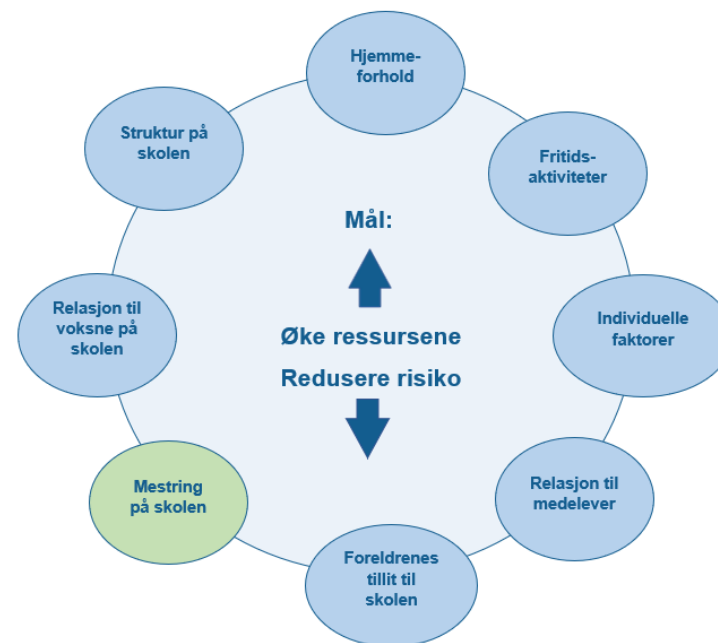 Hjemme-
forhold
Fritids-
aktiviteter
Individuelle
faktorer
Relasjon til
medelever
Foreldrenes
tillit til
skolen
Mestring
på skolen
Relasjon til
voksne på
skolen
Struktur på
skolen
Mål:
Øke ressursene
Redusere risiko